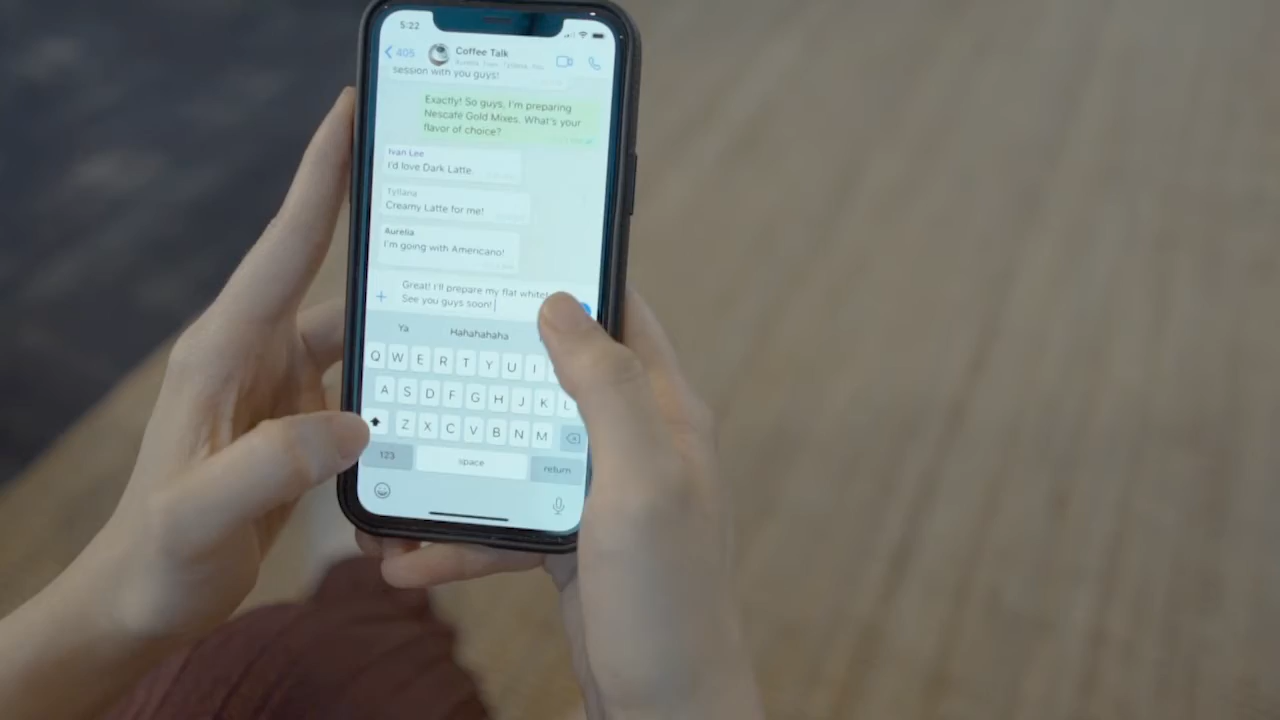 5:22
405
Coffee Talk
session with you guys!
Exactly! So guys, I'm preparing
Nescafé Gold Mixes. What's your
flavor of choice?
Ivan Lee
I'd love Dark Latte.
Tyliana
Creamy Latte for me!
Aurelia
I'm going with Americano!
Great! I'll prepare my flat white!
See you guys soon!
Ya Hahahahaha
Q W E R T Y U I
A S D F G H J K L
Z X C V B N M
123 space return